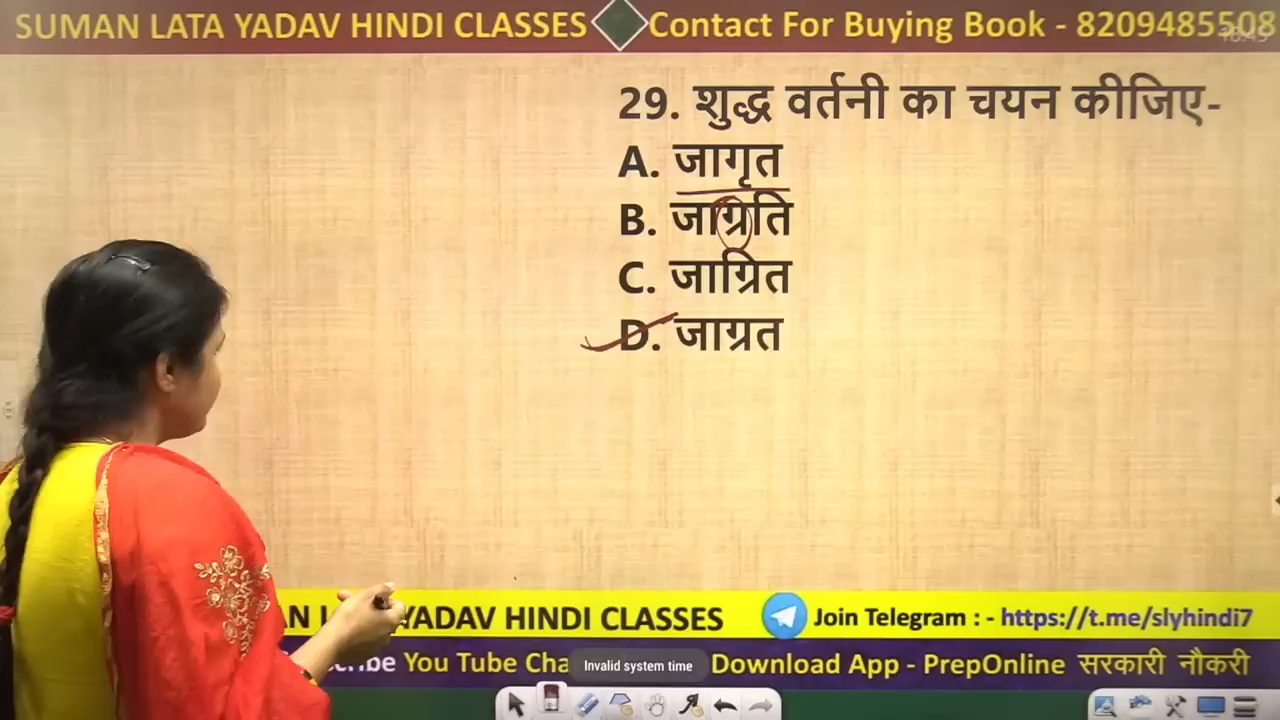 SUMAN LATA YADAV HINDI CLASSES Contact For Buying Book - 8209485508
29. शुद्ध वर्तनी का चयन कीजिए-
A. जागृत
B. जाग्रति
C. जाग्रित
D. जाग्रत
YADAV HINDI CLASSES Join Telegram : - https://t.me/slyhindi7
You Tube Download App - PrepOnline सरकारी नौकरी
Invalid system time